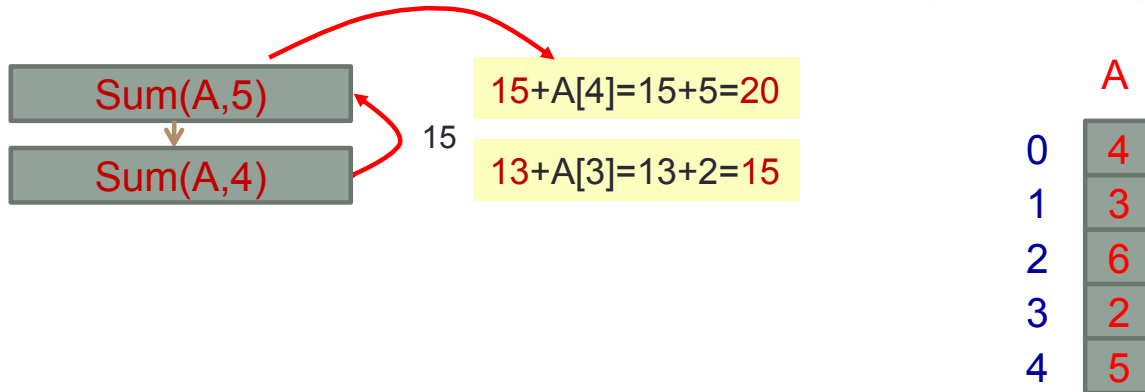 Sum(A,5)
15+A[4]=15+5=20
15
Sum(A,4)
13+A[3]=13+2=15
A
0 4
1 3
2 6
3 2
4 5